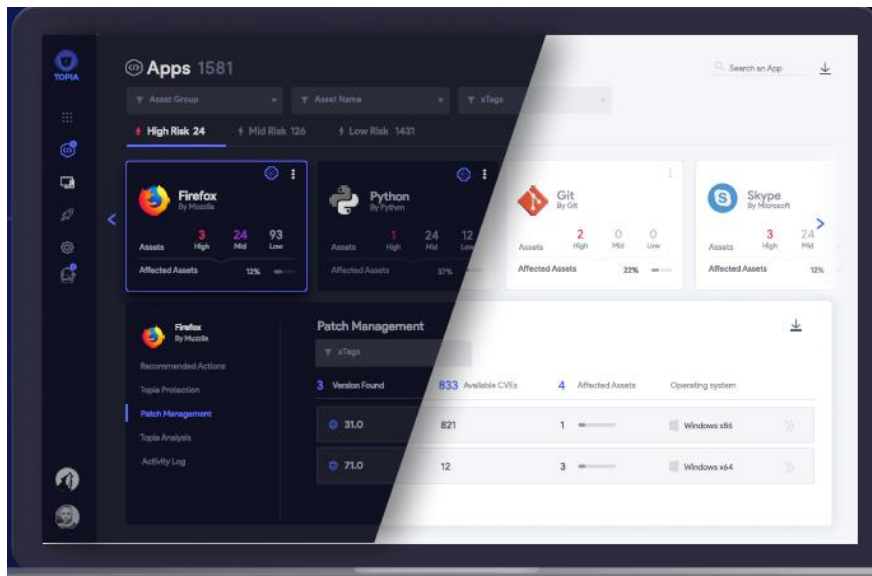 TOPIA
Apps 1581
Search an App
Asset Group
Asset Name
xTags
High Risk 24
Mid Risk 126
Low Risk 1431
Firefox
By Mozzila
3 24 93
Assets High Mid Low
Affected Assets 12%
Python
By Python
1 24 12
Assets High Mid Low
Affected Assets 37%
Git
By Git
2 0 0
Assets High Mid Low
Affected Assets 22%
Skype
By Microsoft
3 24
Assets High Mid
Affected Assets 12%
Firefox
By Mozzila
Recommended Actions
Topia Protection
Patch Management
Topia Analysis
Activity Log
Patch Management
xTags
3 Version Found
833 Available CVEs
4 Affected Assets
Operating system
31.0 821 1 Windows x86
71.0 12 3 Windows x64